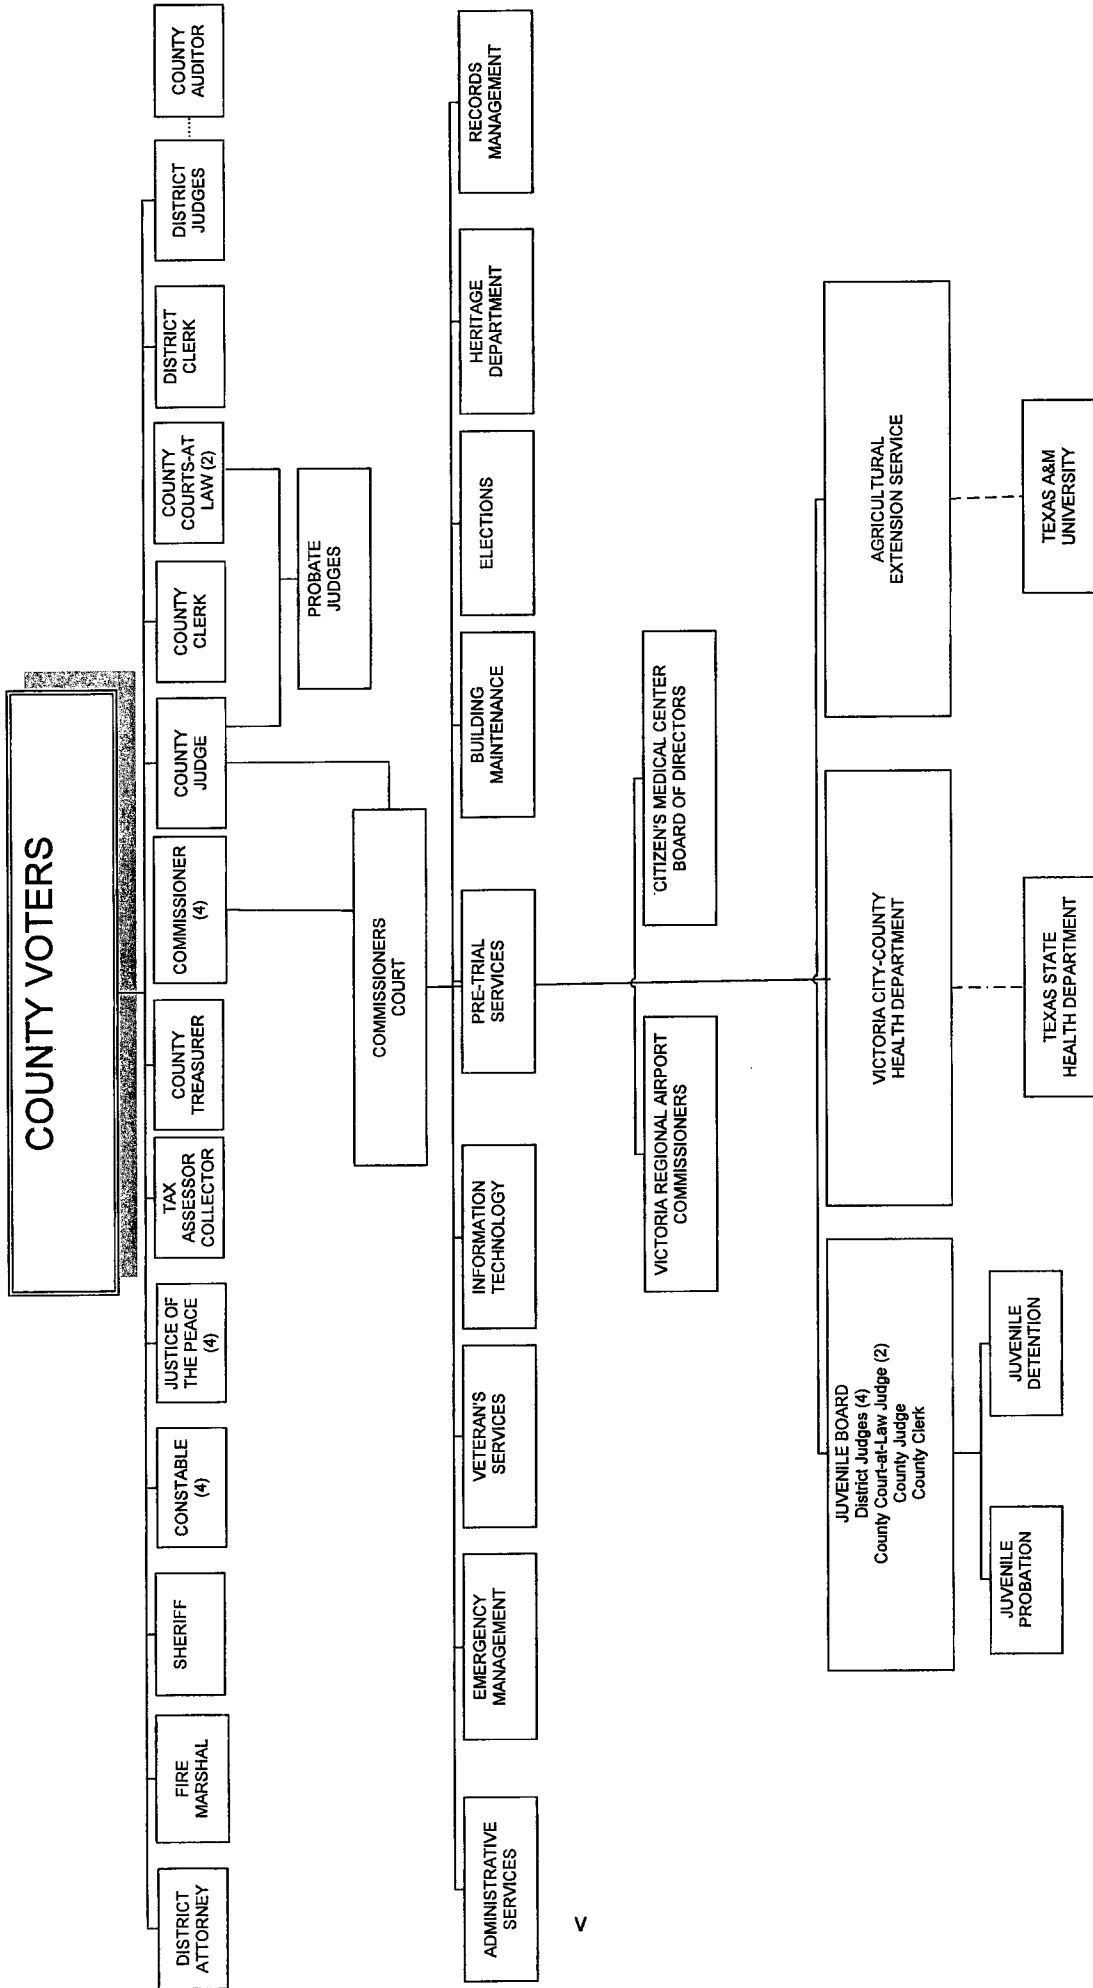 COUNTY VOTERS
DISTRICT
ATTORNEY
FIRE
MARSHAL
SHERIFF
CONSTABLE
(4)
JUSTICE OF
THE PEACE
(4)
TAX
ASSESSOR
COLLECTOR
COUNTY
TREASURER
COMMISSIONER
(4)
COUNTY
JUDGE
COUNTY
CLERK
COUNTY
COURTS-AT
LAW (2)
DISTRICT
CLERK
DISTRICT
JUDGES
COUNTY
AUDITOR
PROBATE
JUDGES
COMMISSIONERS
COURT
ADMINISTRATIVE
SERVICES
EMERGENCY
MANAGEMENT
VETERAN'S
SERVICES
INFORMATION
TECHNOLOGY
PRE-TRIAL
SERVICES
BUILDING
MAINTENANCE
ELECTIONS
HERITAGE
DEPARTMENT
RECORDS
MANAGEMENT
VICTORIA REGIONAL AIRPORT
COMMISSIONERS
CITIZEN'S MEDICAL CENTER
BOARD OF DIRECTORS
JUVENILE BOARD
District Judges (4)
County Court-at-Law Judge (2)
County Judge
County Clerk
VICTORIA CITY-COUNTY
HEALTH DEPARTMENT
AGRICULTURAL
EXTENSION SERVICE
JUVENILE
PROBATION
JUVENILE
DETENTION
TEXAS STATE
HEALTH DEPARTMENT
TEXAS A&M
UNIVERSITY
V